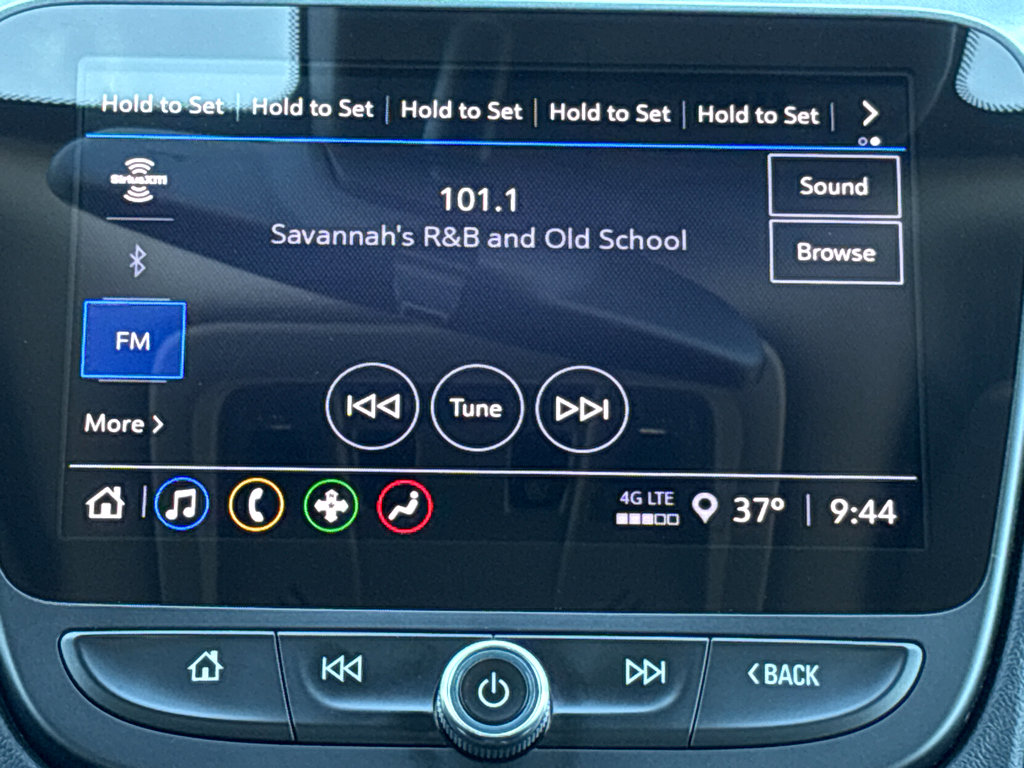 Hold to Set | Hold to Set | Hold to Set | Hold to Set | Hold to Set | >
SiriusXM
101.1
Sound
Savannah's R&B and Old School
Browse
FM
Tune
More >
4G LTE
37° | 9:44
< BACK